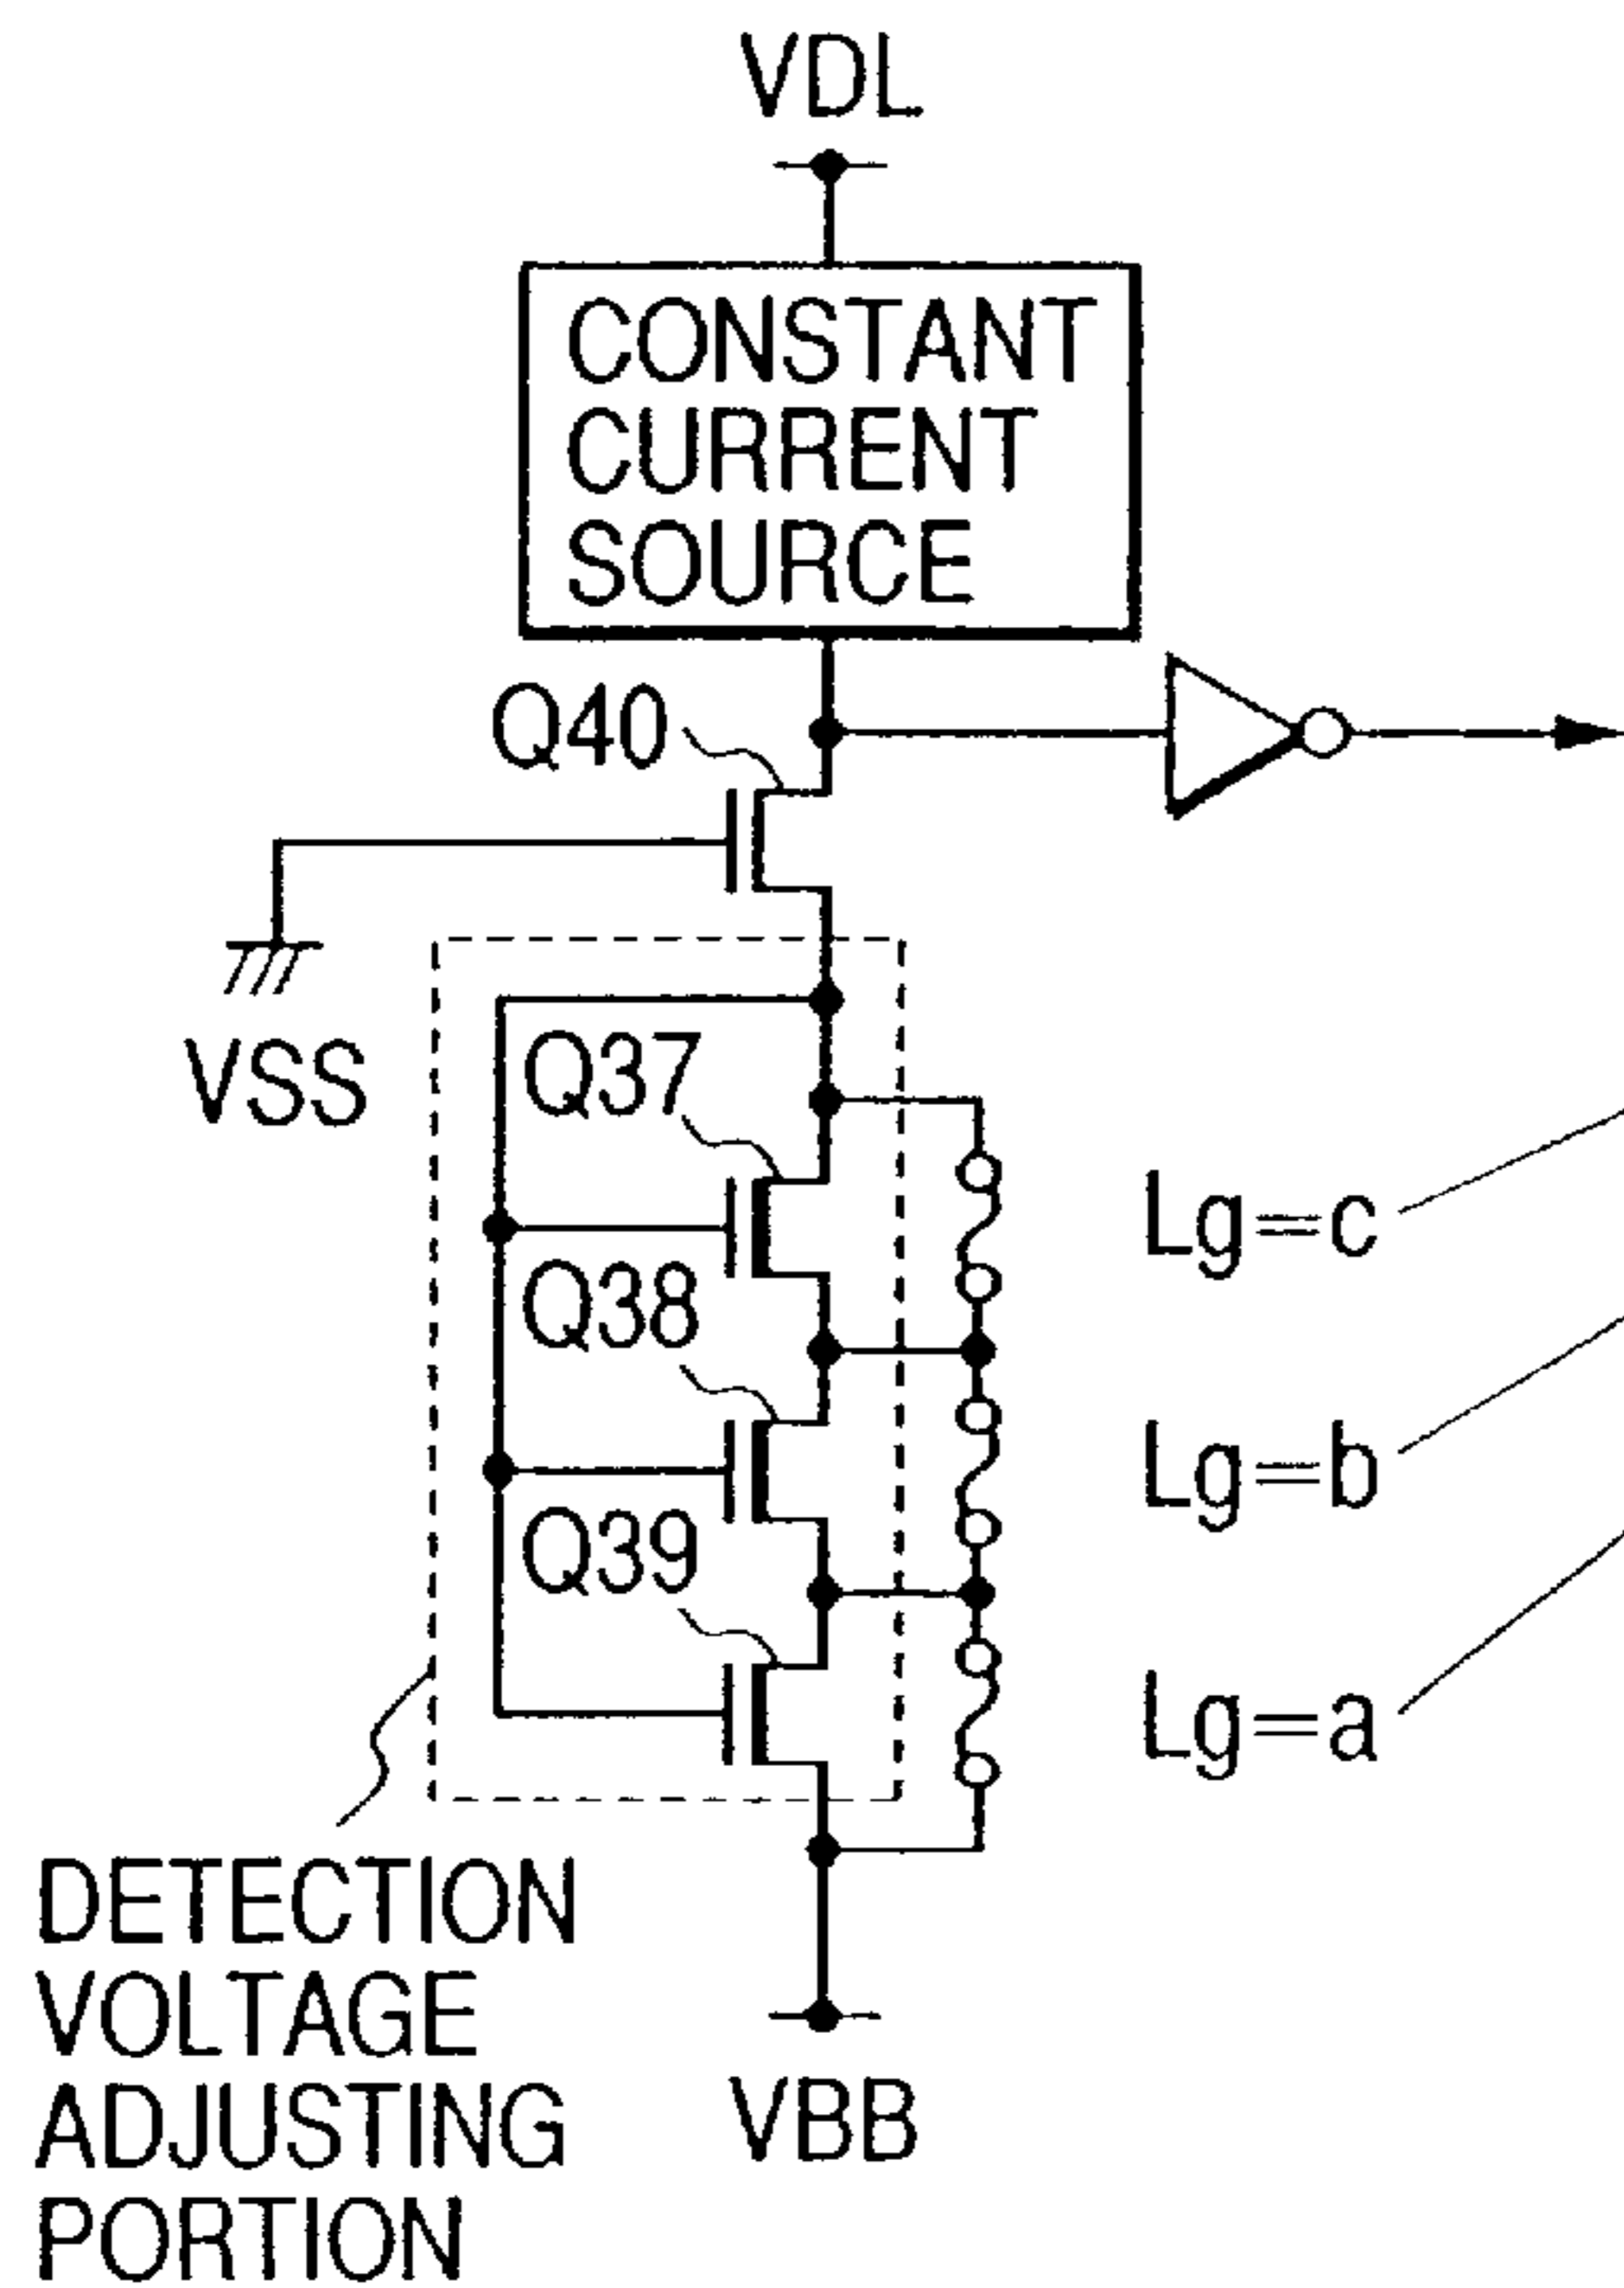 VDL
CONSTANT
CURRENT
SOURCE
Q40
VSS
Q37
Lg=c
Q38
Lg=b
Q39
Lg=a
DETECTION
VOLTAGE
ADJUSTING
PORTION
VBB